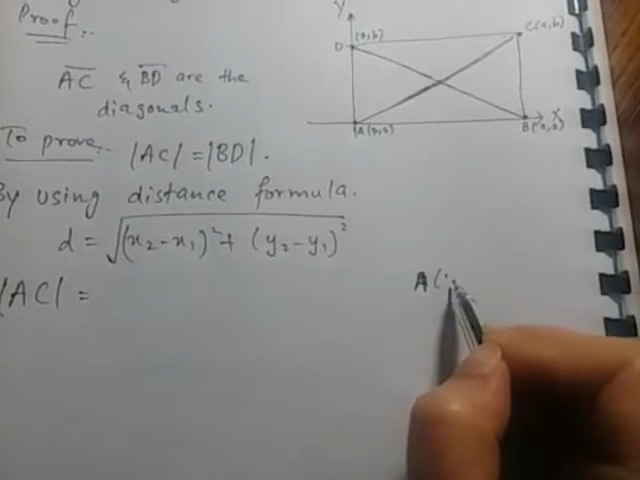 Proof:-
AC & BD are the
diagonals.
To prove:- |AC| = |BD|.
By using distance formula.
d = √(x₂-x₁)² + (y₂-y₁)²
|AC| =
Y
D (0,b)
C(a,b)
A(0,0)
B(a,0)
X
A(